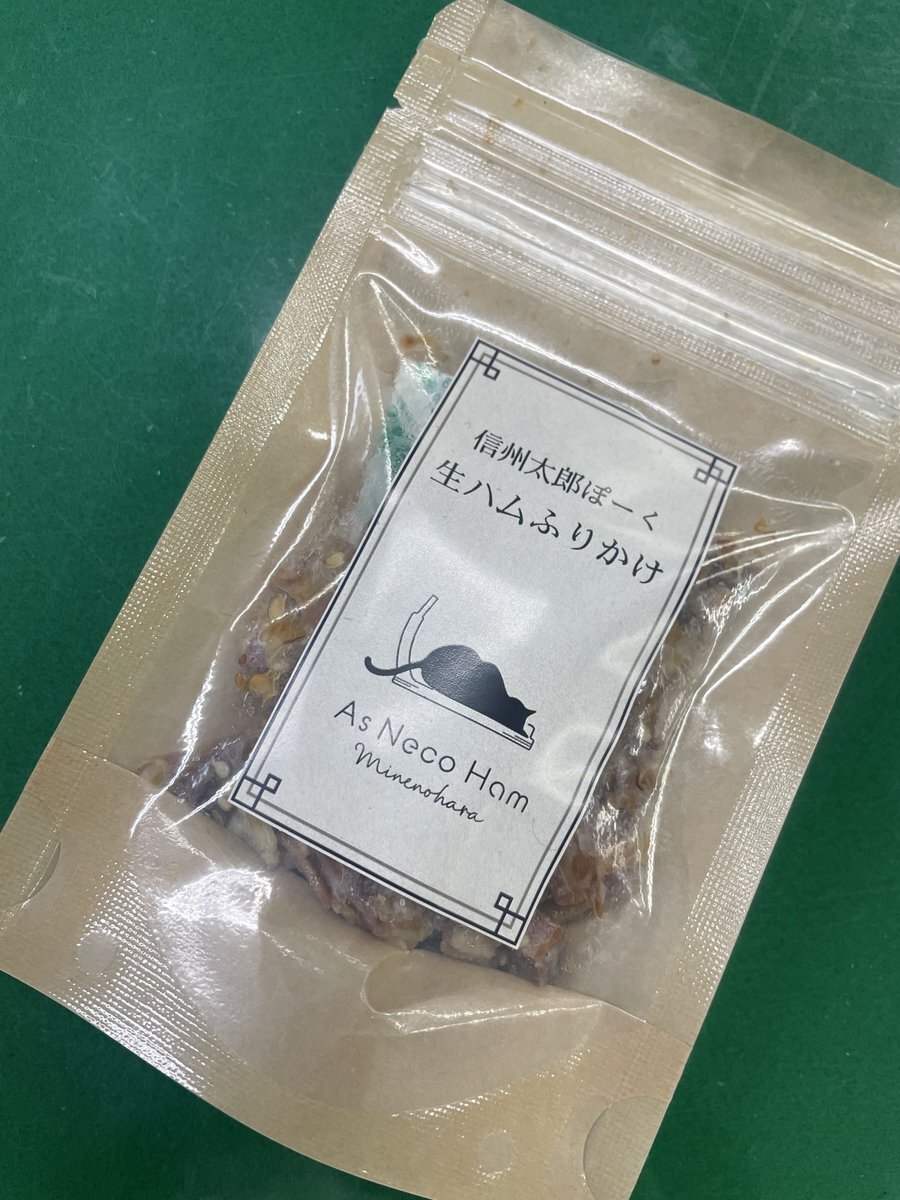 信州太郎ぽーく
生ハムふりかけ
As Neco Ham
Minenohara